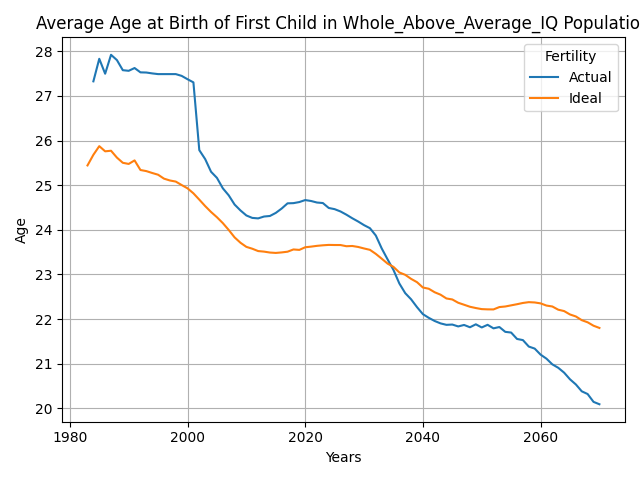 Average Age at Birth of First Child in Whole_Above_Average_IQ Populatio
Fertility
Actual
Ideal
28
27
26
25
24
23
22
21
20
Age
1980
2000
2020
2040
2060
Years